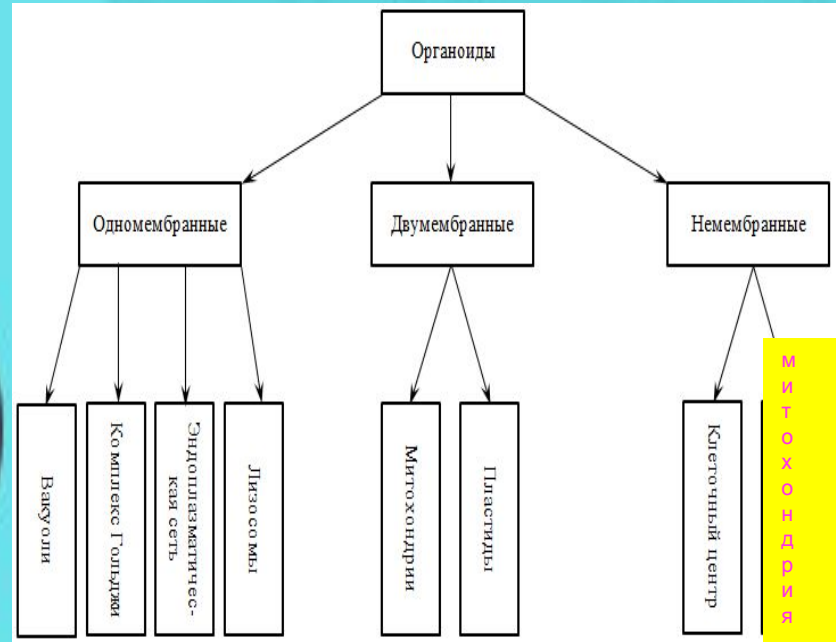 Органоиды
Одномембранные
Двумембранные
Немембранные
Вакуоли
Комплекс Гольджи
Эндоплазматичес-
кая сеть
Лизосомы
Митохондрии
Пластиды
Клеточный центр
митохондрия